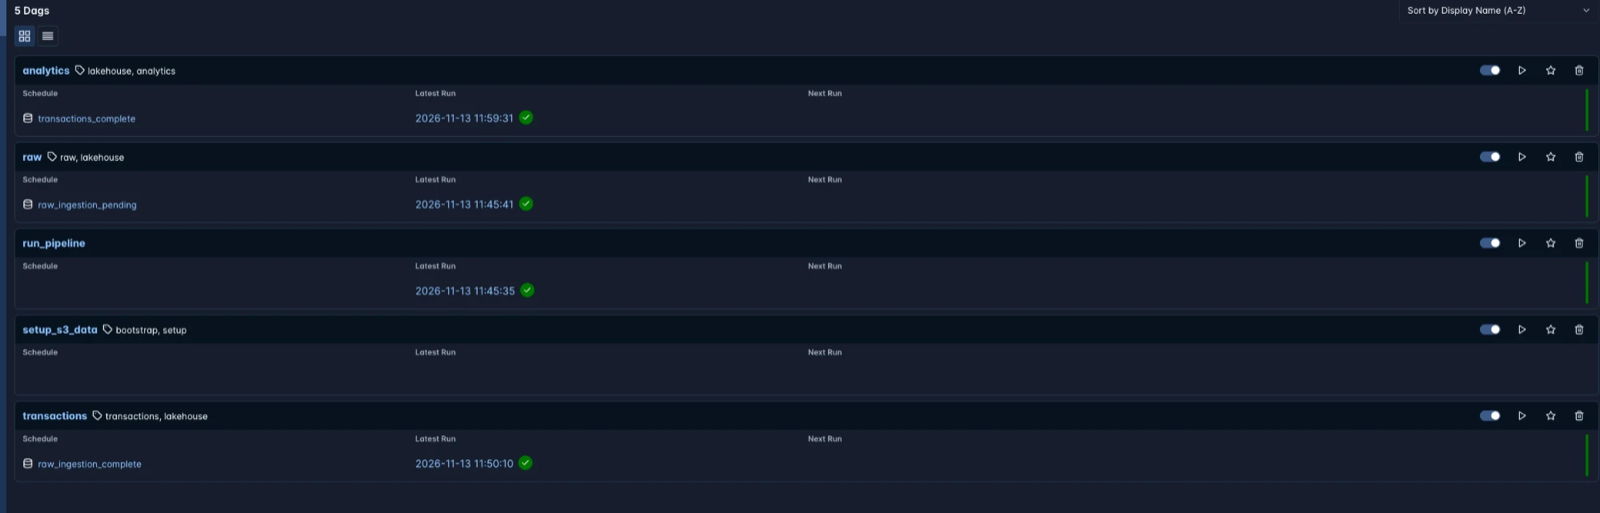 5 Dags
Sort by Display Name (A-Z)
analytics lakehouse, analytics
Schedule Latest Run Next Run
transactions_complete 2026-11-13 11:59:31
raw raw, lakehouse
Schedule Latest Run Next Run
raw_ingestion_pending 2026-11-13 11:45:41
run_pipeline
Schedule Latest Run Next Run
2026-11-13 11:45:35
setup_s3_data bootstrap, setup
Schedule Latest Run Next Run
transactions transactions, lakehouse
Schedule Latest Run Next Run
raw_ingestion_complete 2026-11-13 11:50:10